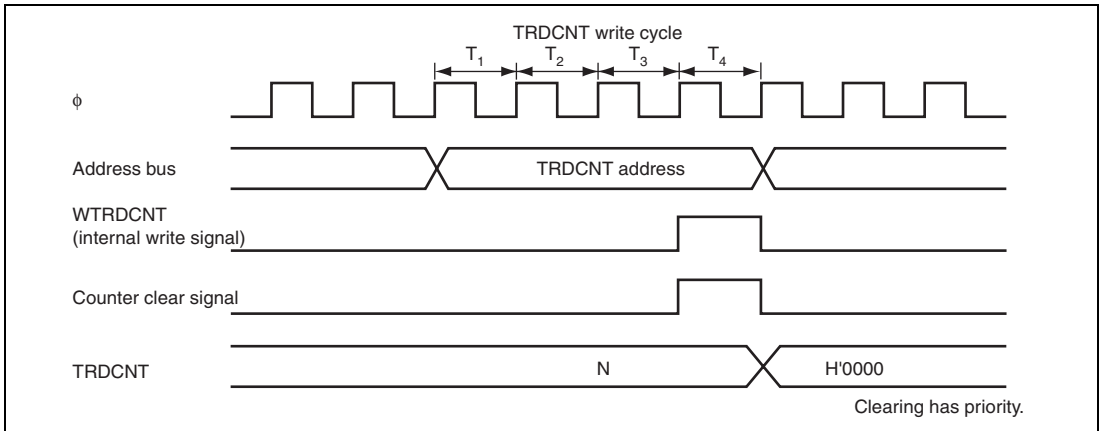 TRDCNT write cycle
T1 T2 T3 T4
ϕ
Address bus
TRDCNT address
WTRDCNT
(internal write signal)
Counter clear signal
TRDCNT
N
H'0000
Clearing has priority.